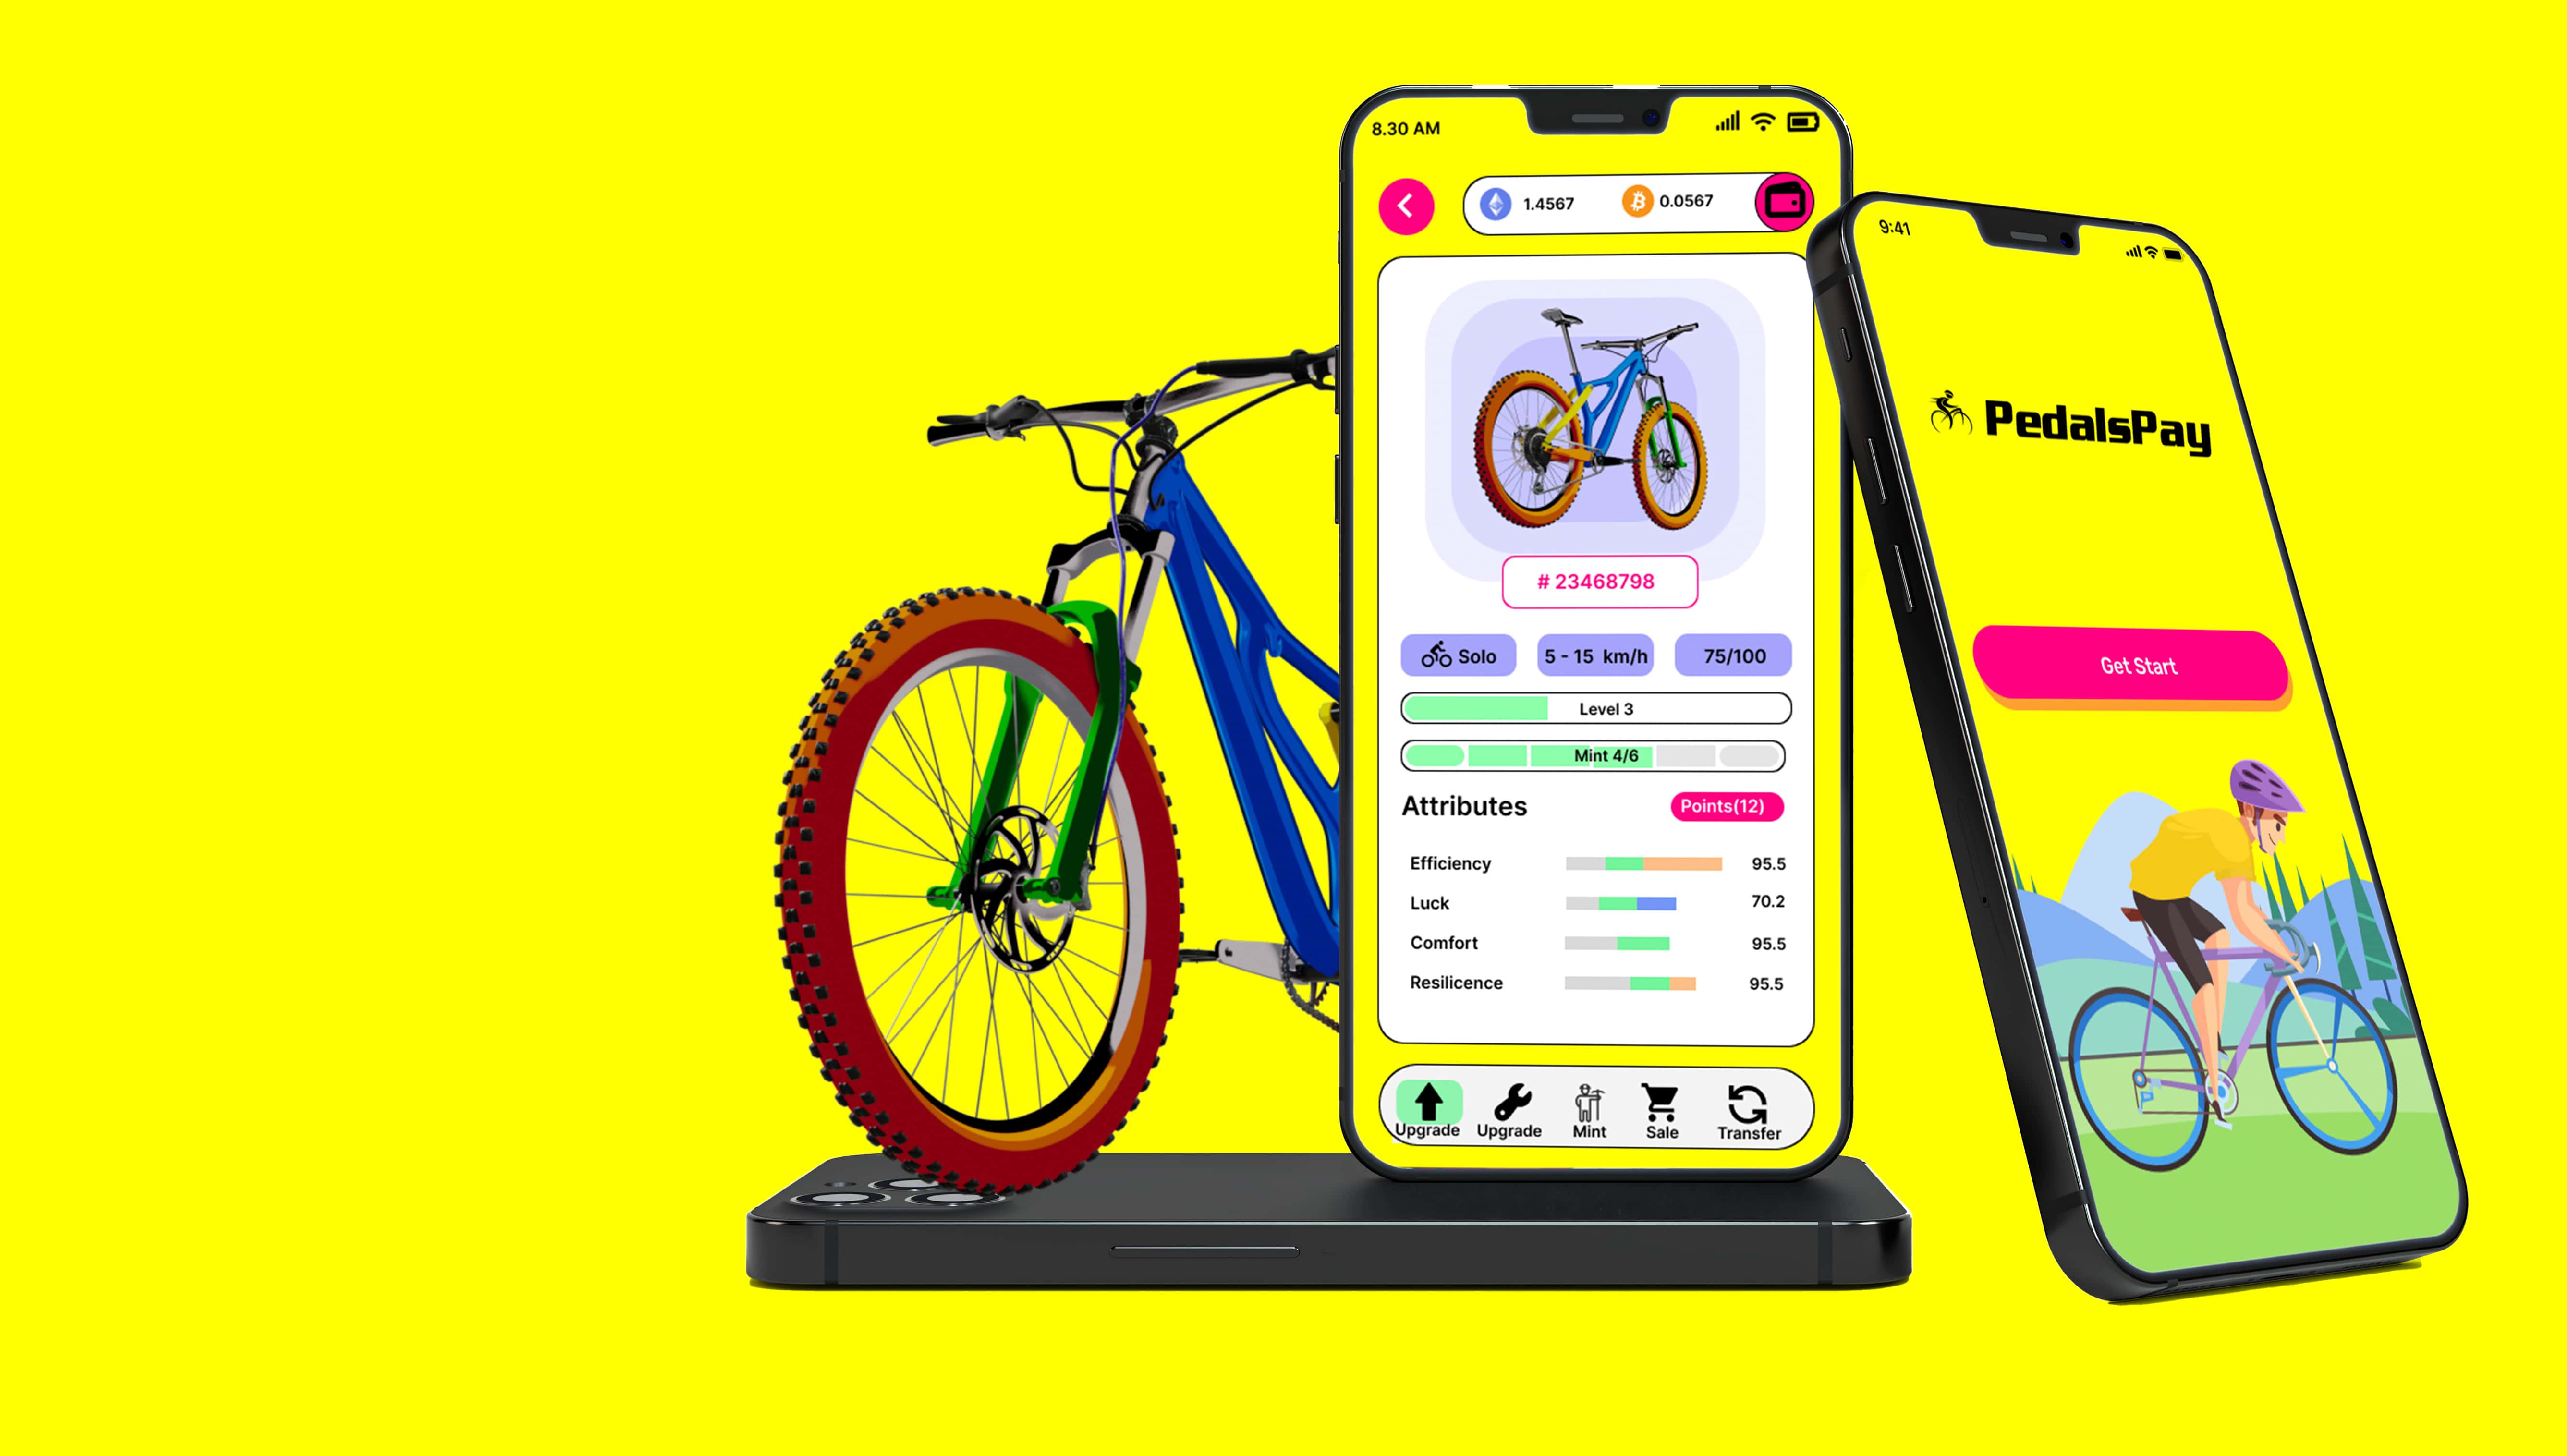 8.30 AM
1.4567 0.0567
# 23468798
Solo 5 - 15 km/h 75/100
Level 3
Mint 4/6
Attributes Points(12)
Efficiency 95.5
Luck 70.2
Comfort 95.5
Resilicence 95.5
Upgrade Upgrade Mint Sale Transfer
9:41
PedalsPay
Get Start